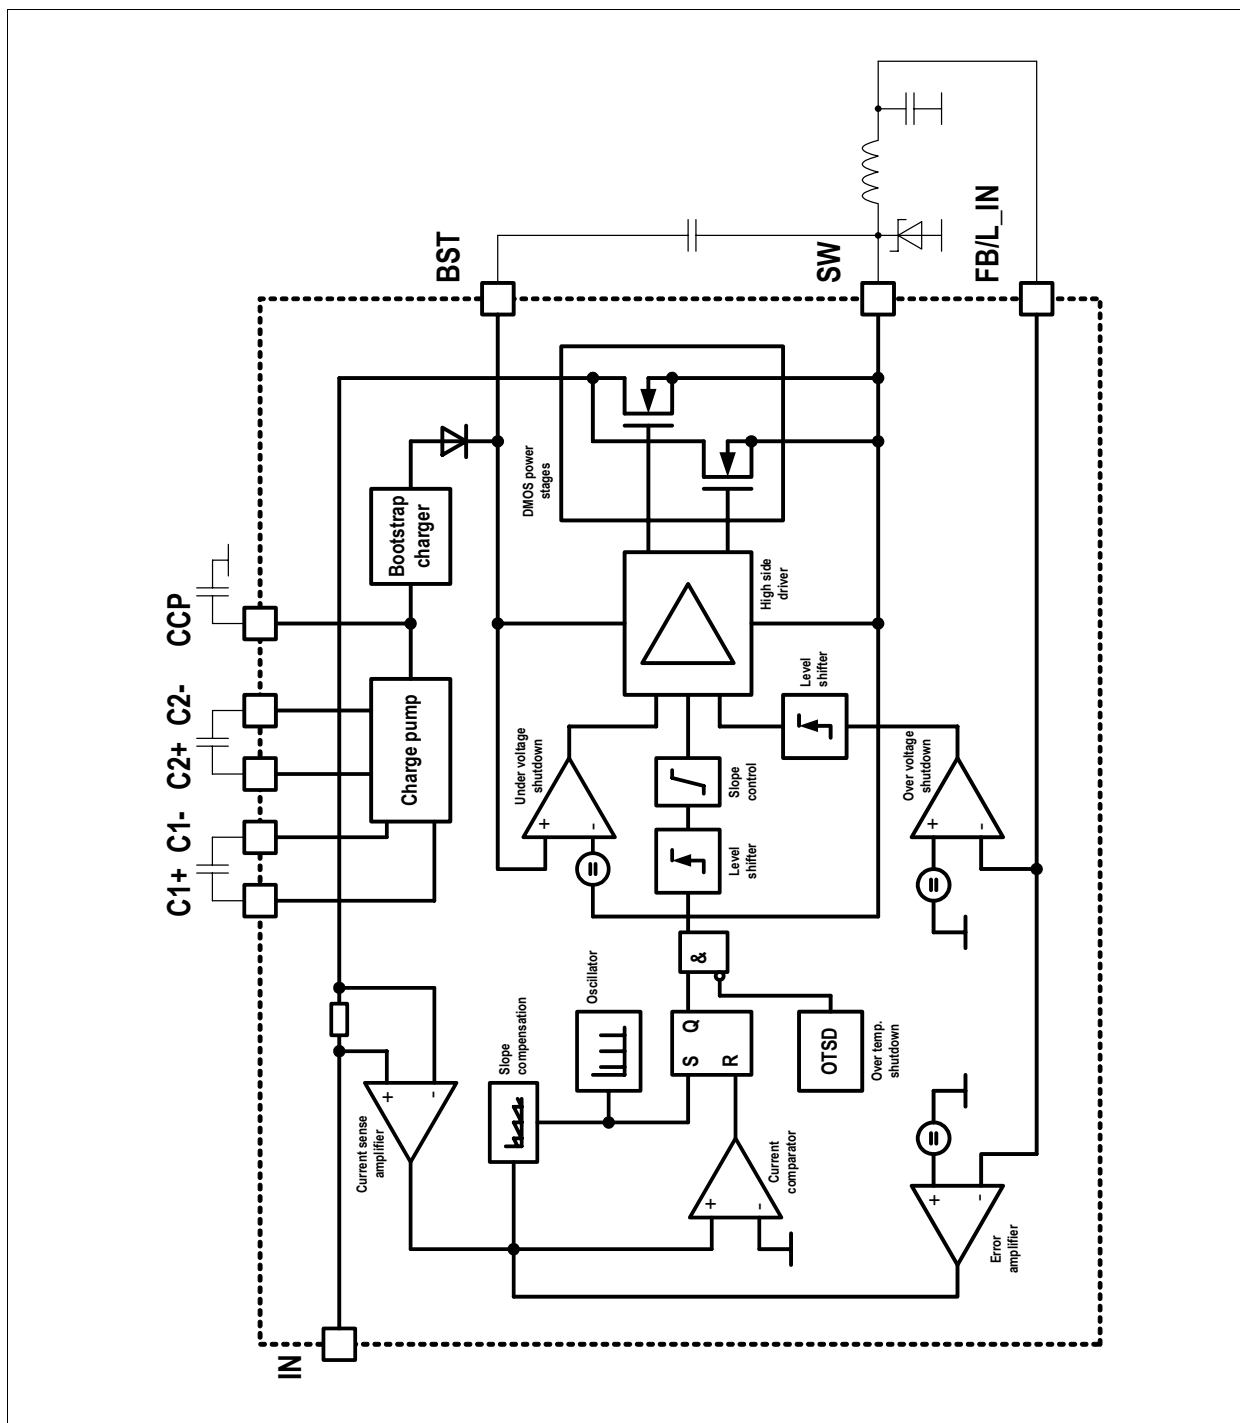 BST
SW
FB/L_IN
CCP
C2-
C2+
C1-
C1+
IN
Bootstrap
charger
Charge pump
DMOS power
stages
High side
driver
Level
shifter
Under voltage
shutdown
+
-
=
Slope
control
Level
shifter
Over voltage
shutdown
+
-
=
&
Oscillator
Slope
compensation
S
Q
R
OTSD
Over temp.
shutdown
Current sense
amplifier
+
-
Current
comparator
+
-
Error
amplifier
+
-
=